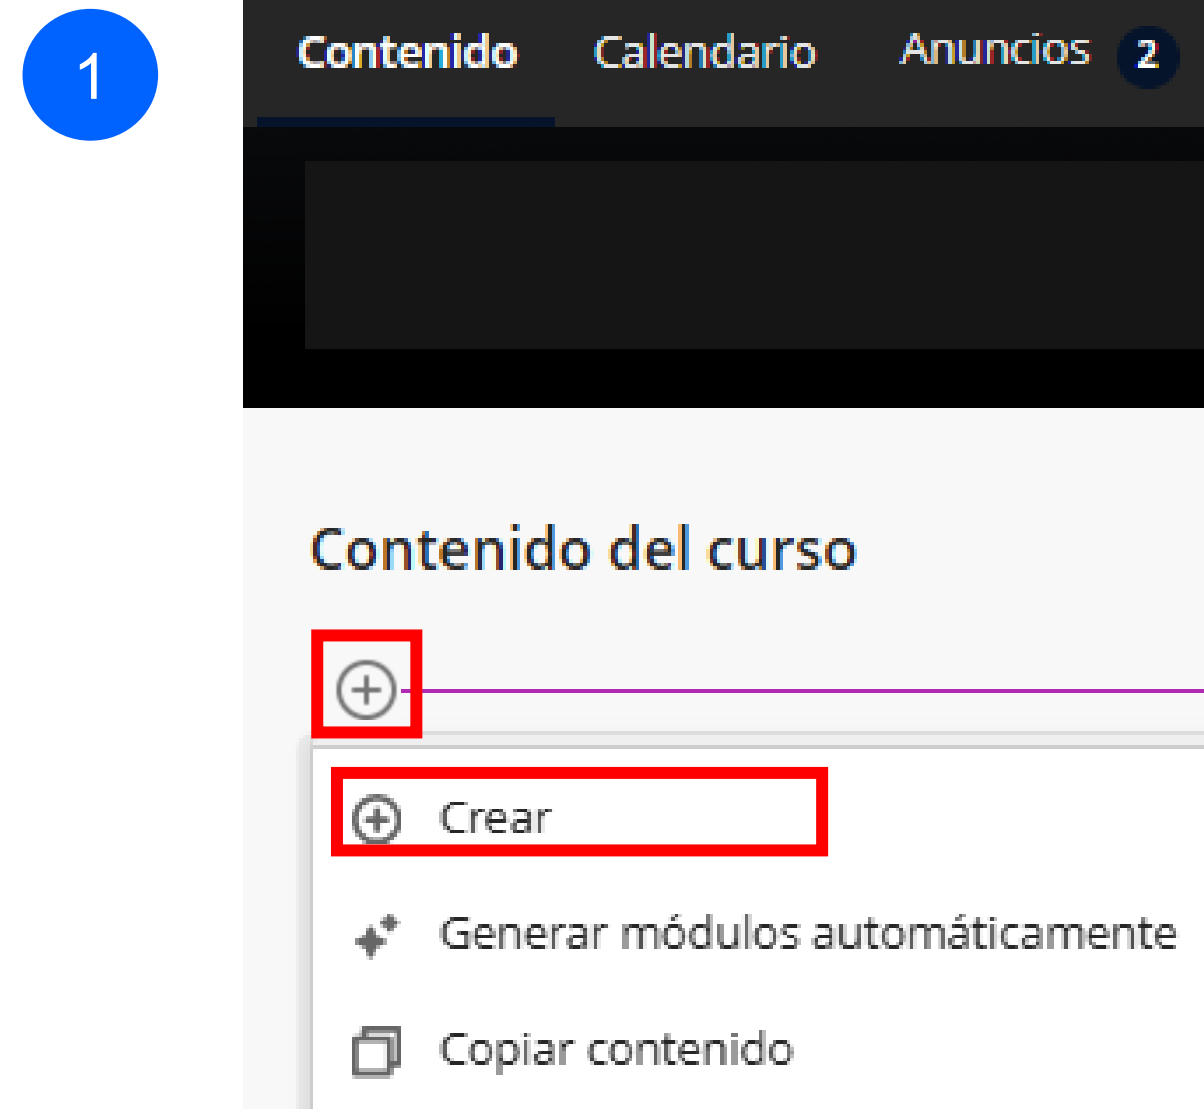 1
Contenido Calendario Anuncios 2
Contenido del curso
Crear
Generar módulos automáticamente
Copiar contenido